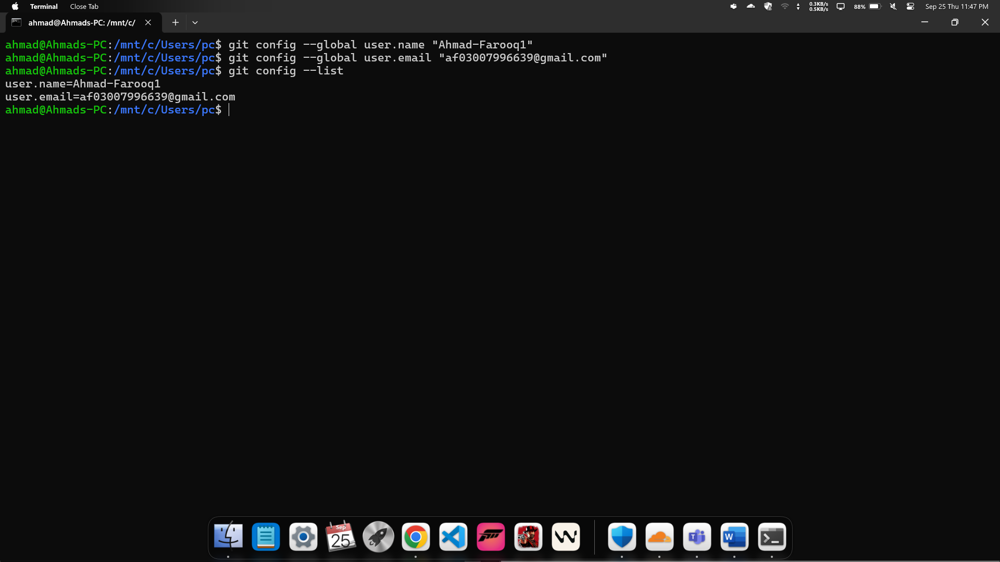 Terminal Close Tab 0.3KB/s 0.5KB/s 88% Sep 25 Thu 11:47 PM
ahmad@Ahmads-PC: /mnt/c/
ahmad@Ahmads-PC:/mnt/c/Users/pc$ git config --global user.name "Ahmad-Farooq1"
ahmad@Ahmads-PC:/mnt/c/Users/pc$ git config --global user.email "af03007996639@gmail.com"
ahmad@Ahmads-PC:/mnt/c/Users/pc$ git config --list
user.name=Ahmad-Farooq1
user.email=af03007996639@gmail.com
ahmad@Ahmads-PC:/mnt/c/Users/pc$
Sep
25
T
W